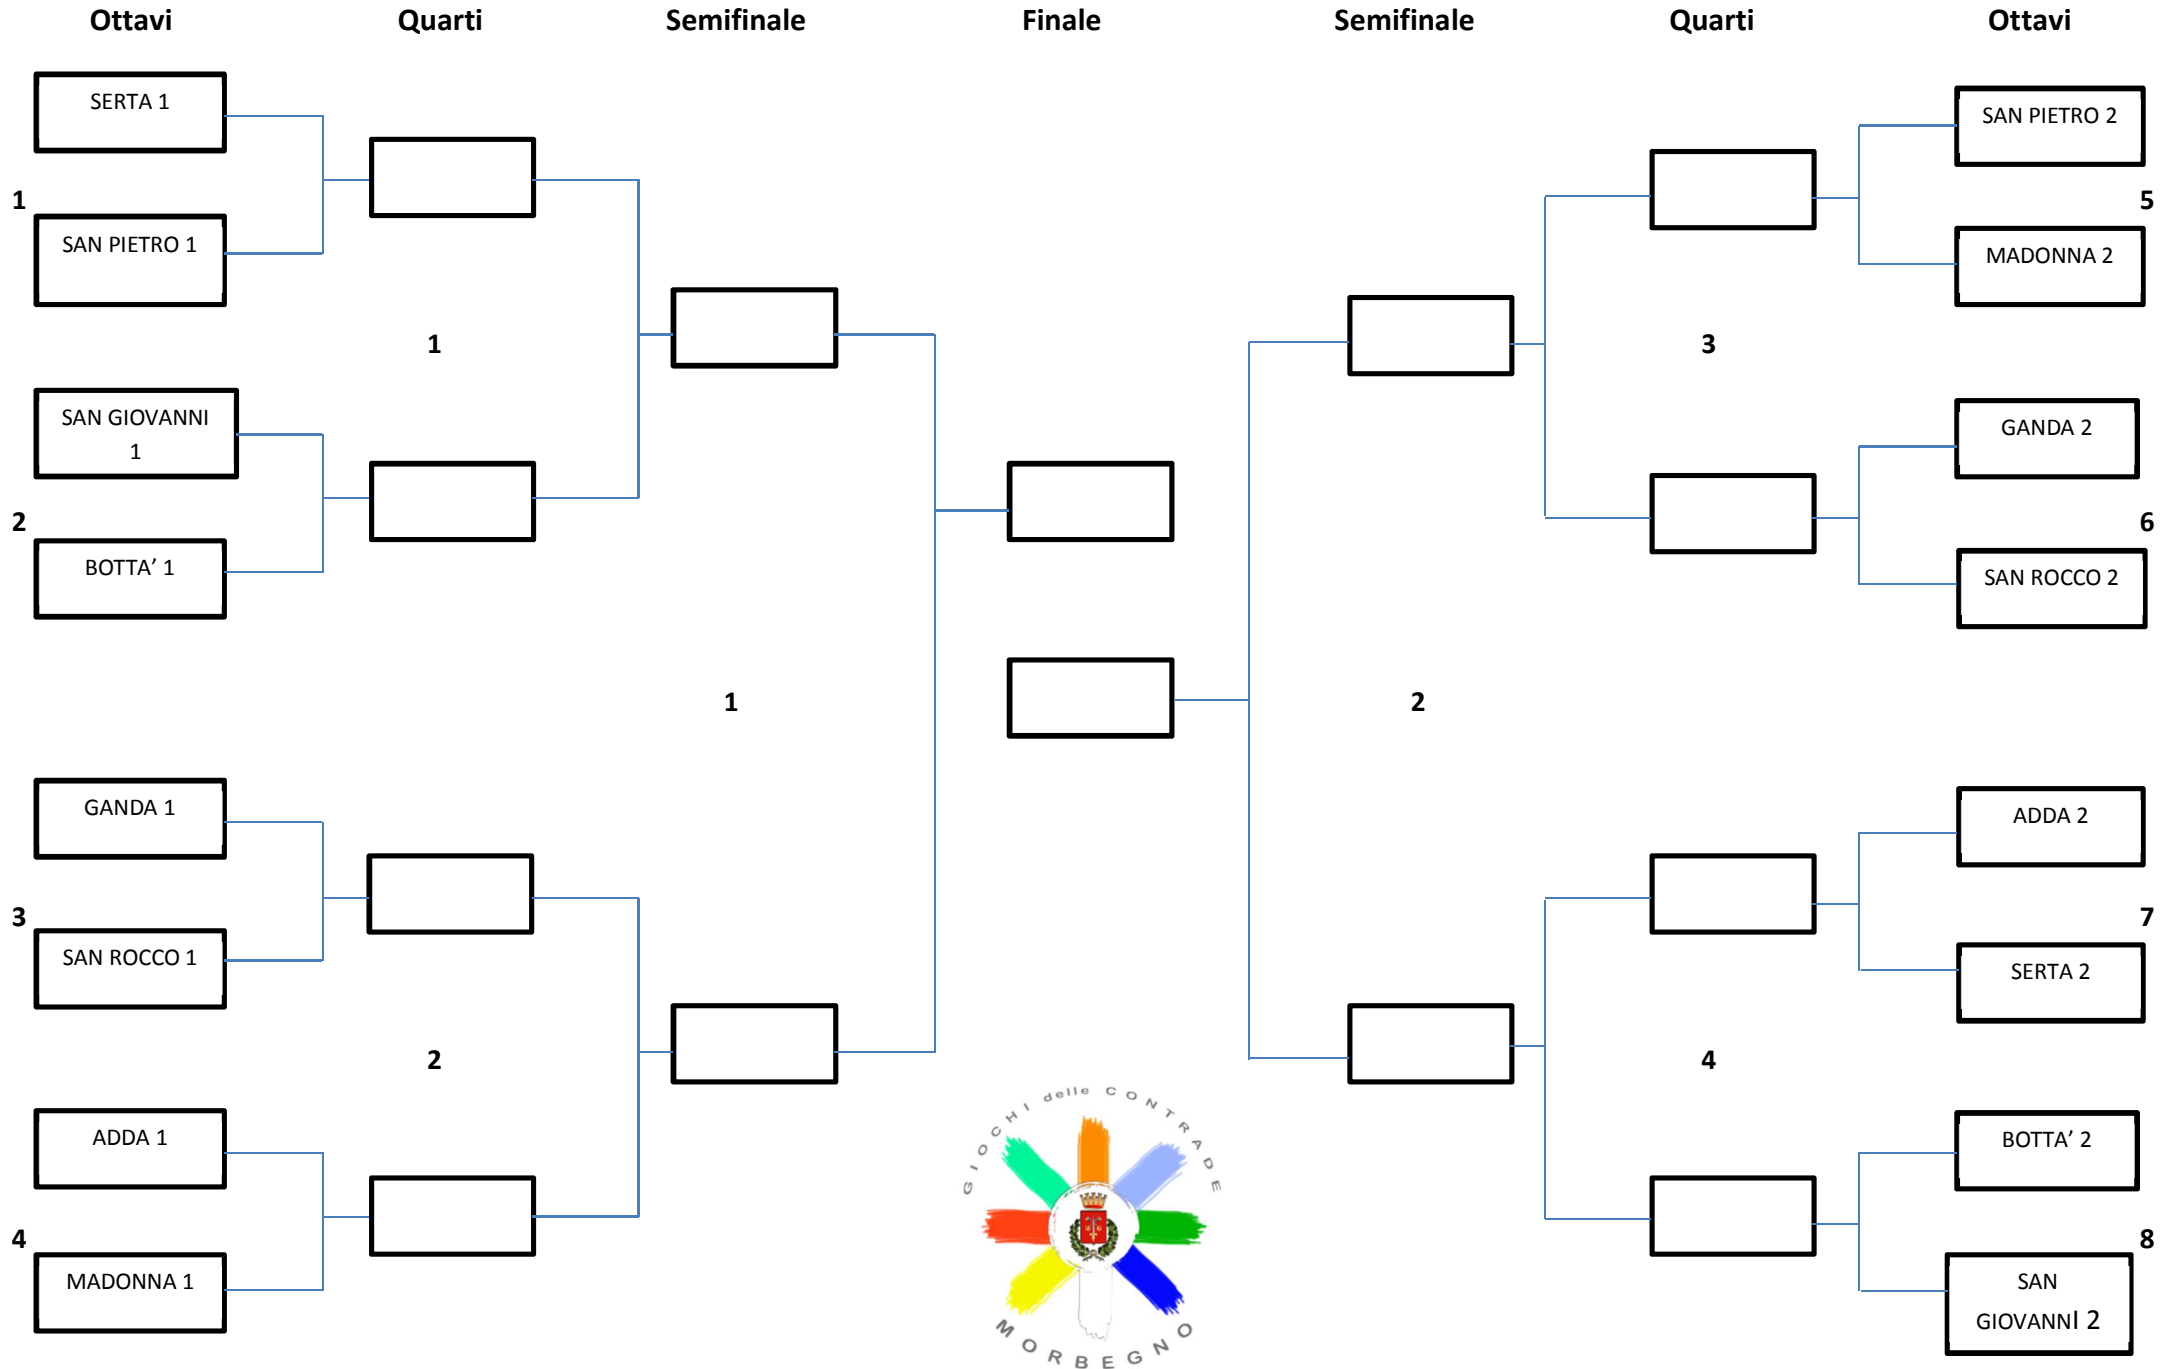 Ottavi Quarti Semifinale Finale Semifinale Quarti Ottavi
SERTA 1
SAN PIETRO 2
1
5
SAN PIETRO 1
MADONNA 2
1
3
SAN GIOVANNI
1
GANDA 2
2
6
BOTTA’ 1
SAN ROCCO 2
1
2
GANDA 1
ADDA 2
3
7
SAN ROCCO 1
SERTA 2
2
4
ADDA 1
BOTTA’ 2
4
8
MADONNA 1
SAN
GIOVANNI 2
GIOCHI delle CONTRADE
MORBEGNO